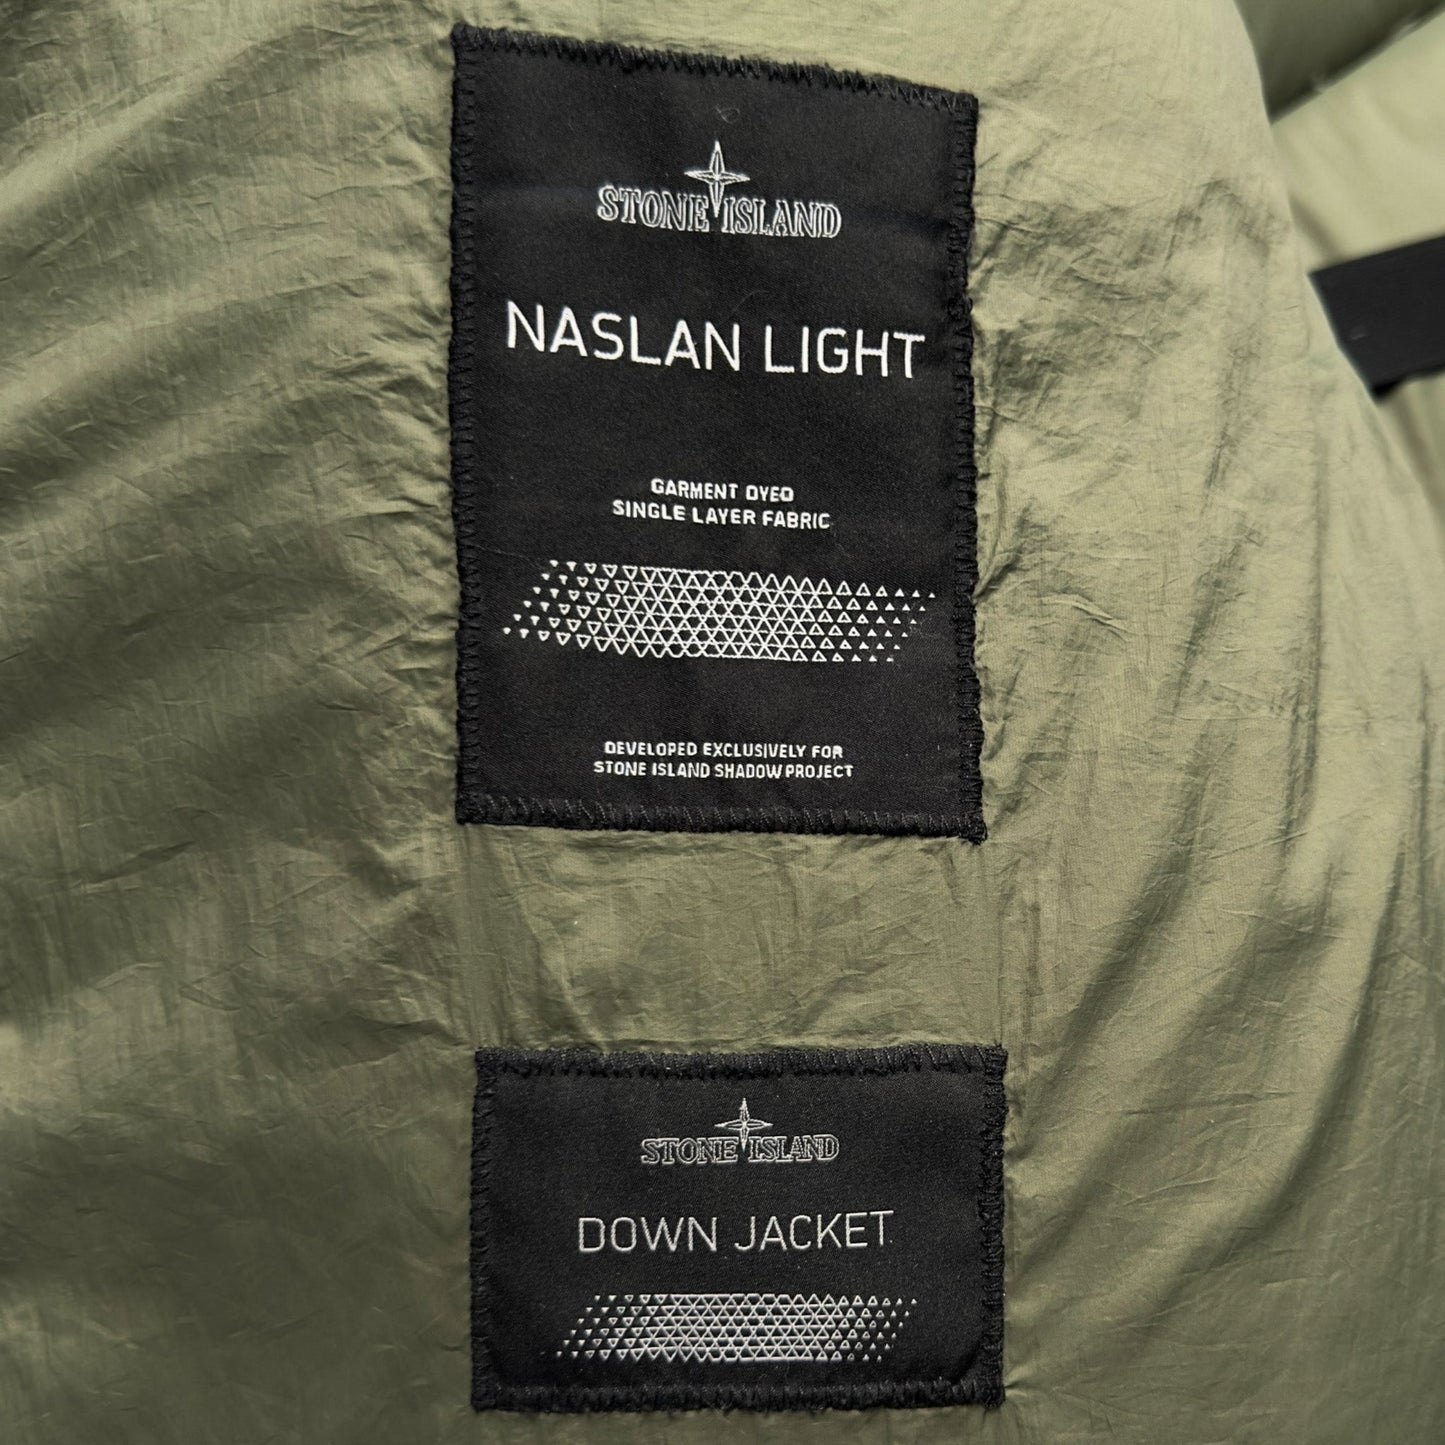 STONE ISLAND
NASLAN LIGHT
GARMENT DYED
SINGLE LAYER FABRIC
DEVELOPED EXCLUSIVELY FOR
STONE ISLAND SHADOW PROJECT
STONE ISLAND
DOWN JACKET